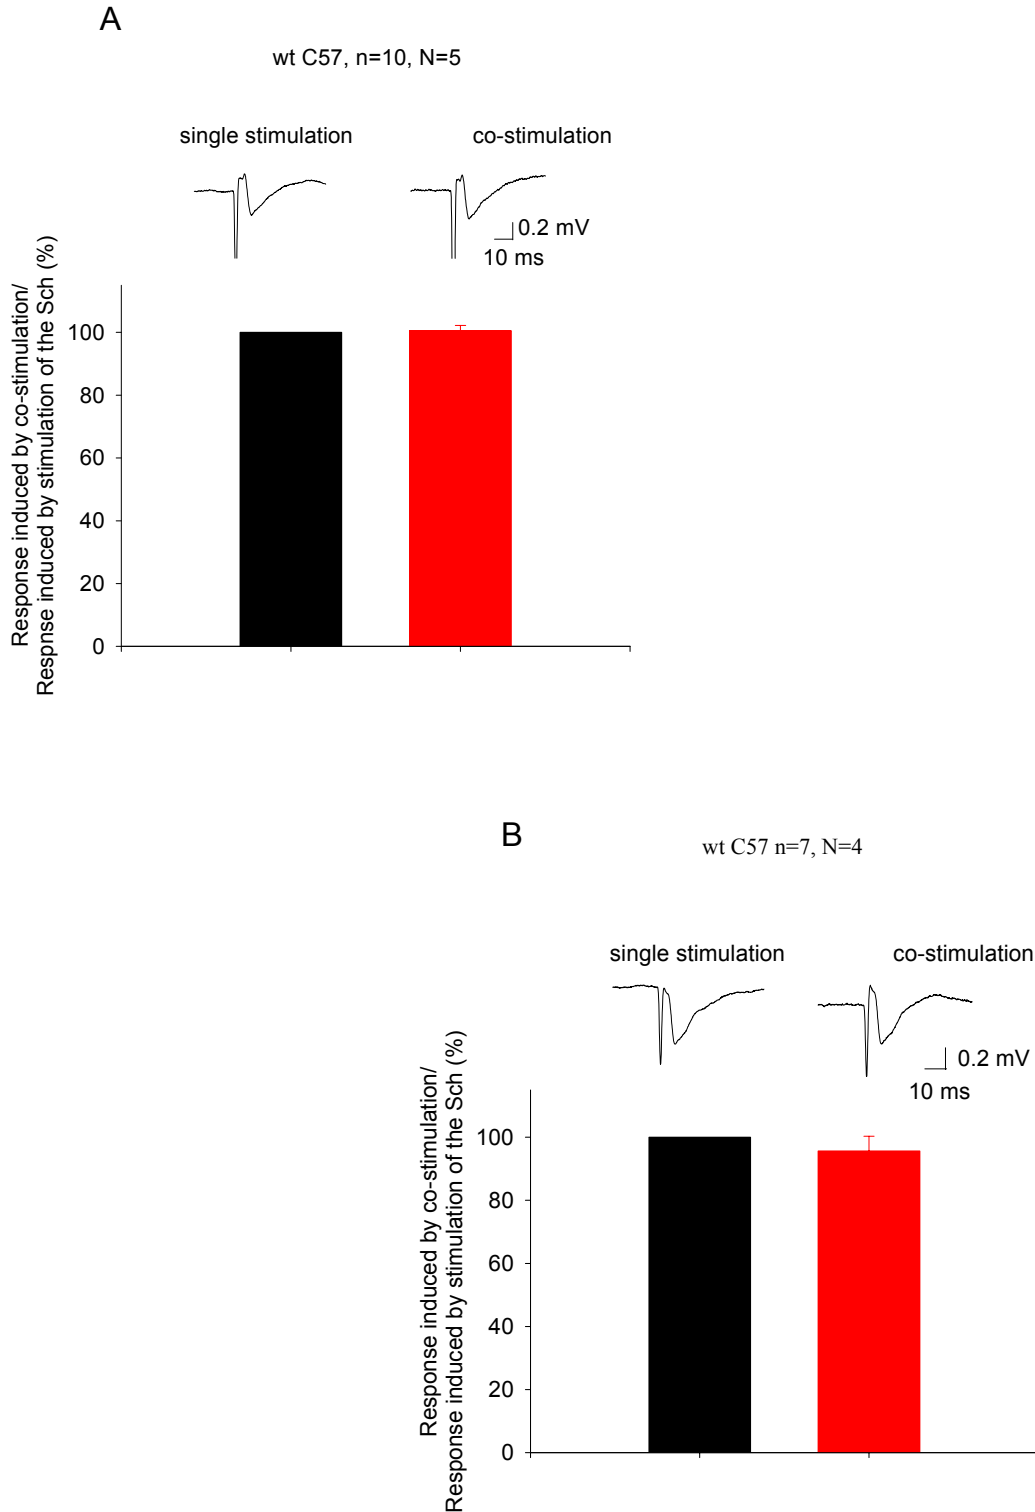 A
wt C57, n=10, N=5
single stimulation
co-stimulation
0.2 mV
10 ms
Response induced by co-stimulation/
Respnse induced by stimulation of the Sch (%)
100
80
60
40
20
0
B
wt C57 n=7, N=4
single stimulation
co-stimulation
0.2 mV
10 ms
Response induced by co-stimulation/
Response induced by stimulation of the Sch (%)
100
80
60
40
20
0